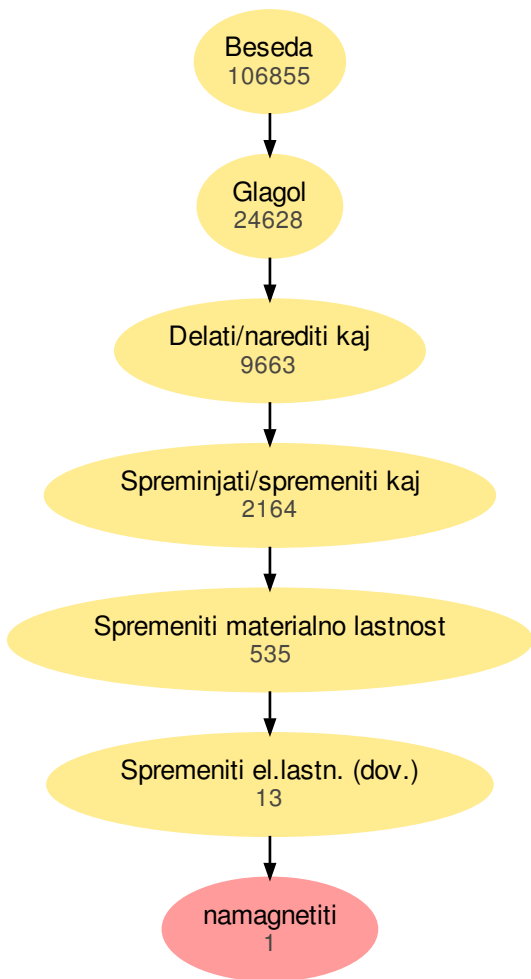 Beseda
106855
Glagol
24628
Delati/narediti kaj
9663
Spreminjati/spremeniti kaj
2164
Spremeniti materialno lastnost
535
Spremeniti el.lastn. (dov.)
13
namagnetiti
1